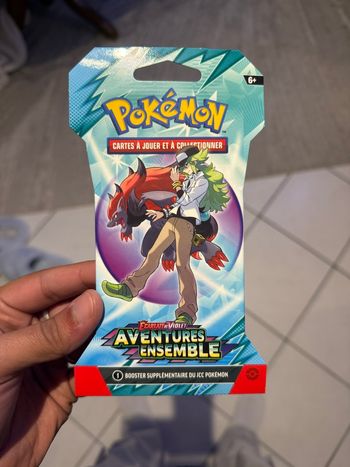 6+
POKÉMON
CARTES À JOUER ET À COLLECTIONNER
ÉCARLATE ET VIOLET
AVENTURES
ENSEMBLE
1 BOOSTER SUPPLÉMENTAIRE DU JCC POKÉMON